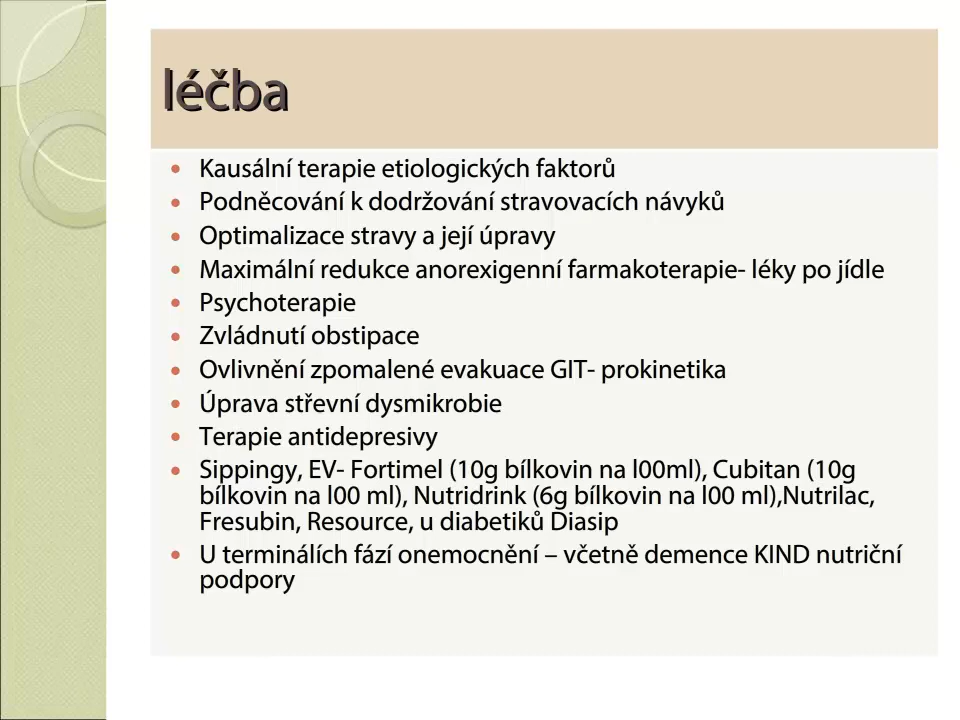 léčba
Kausální terapie etiologických faktorů
Podněcování k dodržování stravovacích návyků
Optimalizace stravy a její úpravy
Maximální redukce anorexigenní farmakoterapie- léky po jídle
Psychoterapie
Zvládnutí obstipace
Ovlivnění zpomalené evakuace GIT- prokinetika
Úprava střevní dysmikrobie
Terapie antidepresivy
Sippingy, EV- Fortimel (10g bílkovin na l00ml), Cubitan (10g
bílkovin na l00 ml), Nutridrink (6g bílkovin na l00 ml),Nutrilac,
Fresubin, Resource, u diabetiků Diasip
U terminálích fází onemocnění – včetně demence KIND nutriční
podpory